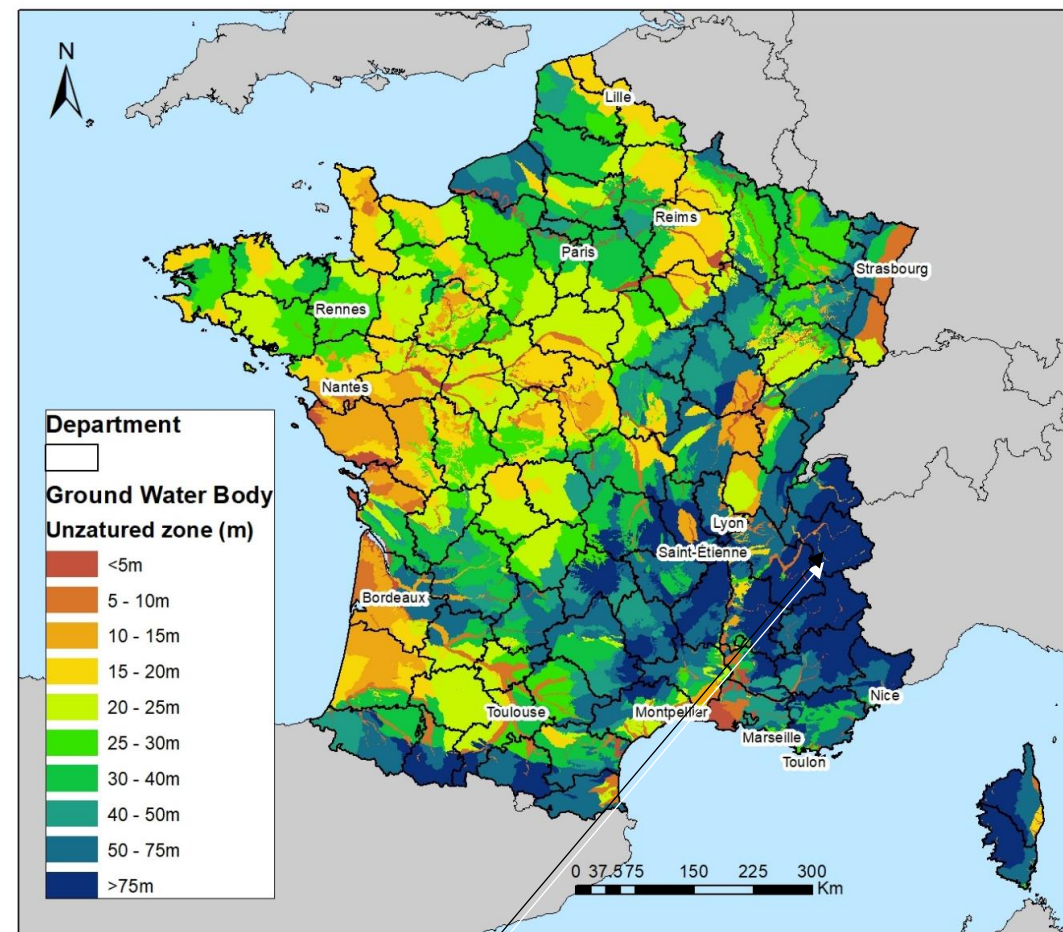 N
Lille
Reims
Paris
Strasbourg
Rennes
Nantes
Department
Ground Water Body
Unzatured zone (m)
<5m
5 - 10m
10 - 15m
15 - 20m
20 - 25m
25 - 30m
30 - 40m
40 - 50m
50 - 75m
>75m
Lyon
Saint-Étienne
Bordeaux
Toulouse
Montpellier
Nice
Marseille
Toulon
0 37.575 150 225 300
Km